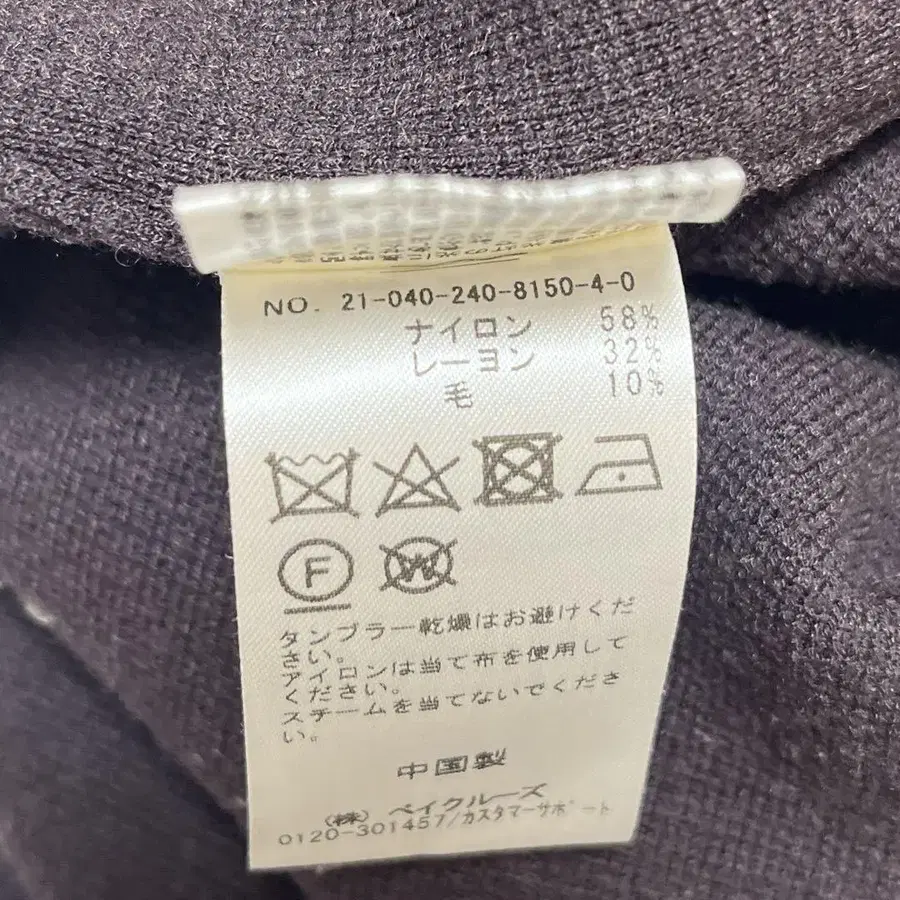 NO. 21-040-240-8150-4-0
ナイロン 58%
レーヨン 32%
毛 10%
F
W
タンブラー乾燥はお避けくだ
さい。
アイロンは当て布を使用して
ください。
スチームを当てないでくださ
い。
中国製
(株) ベイクルーズ
0120-301457/カスタマーサポート